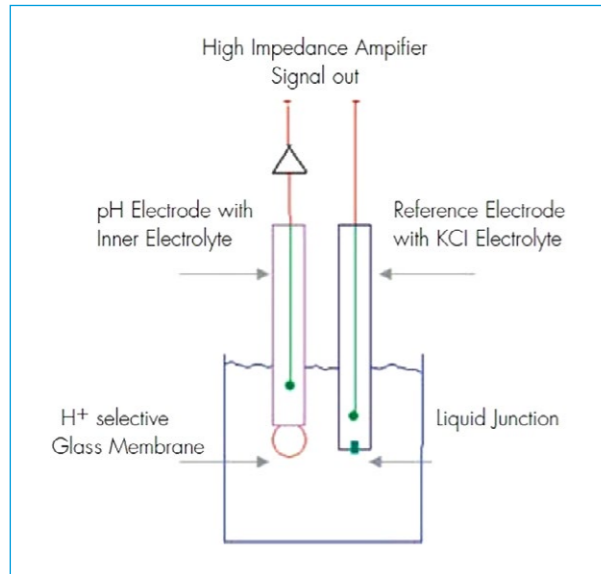 High Impedance Ampifier
Signal out
pH Electrode with
Inner Electrolyte
Reference Electrode
with KCl Electrolyte
H+ selective
Glass Membrane
Liquid Junction